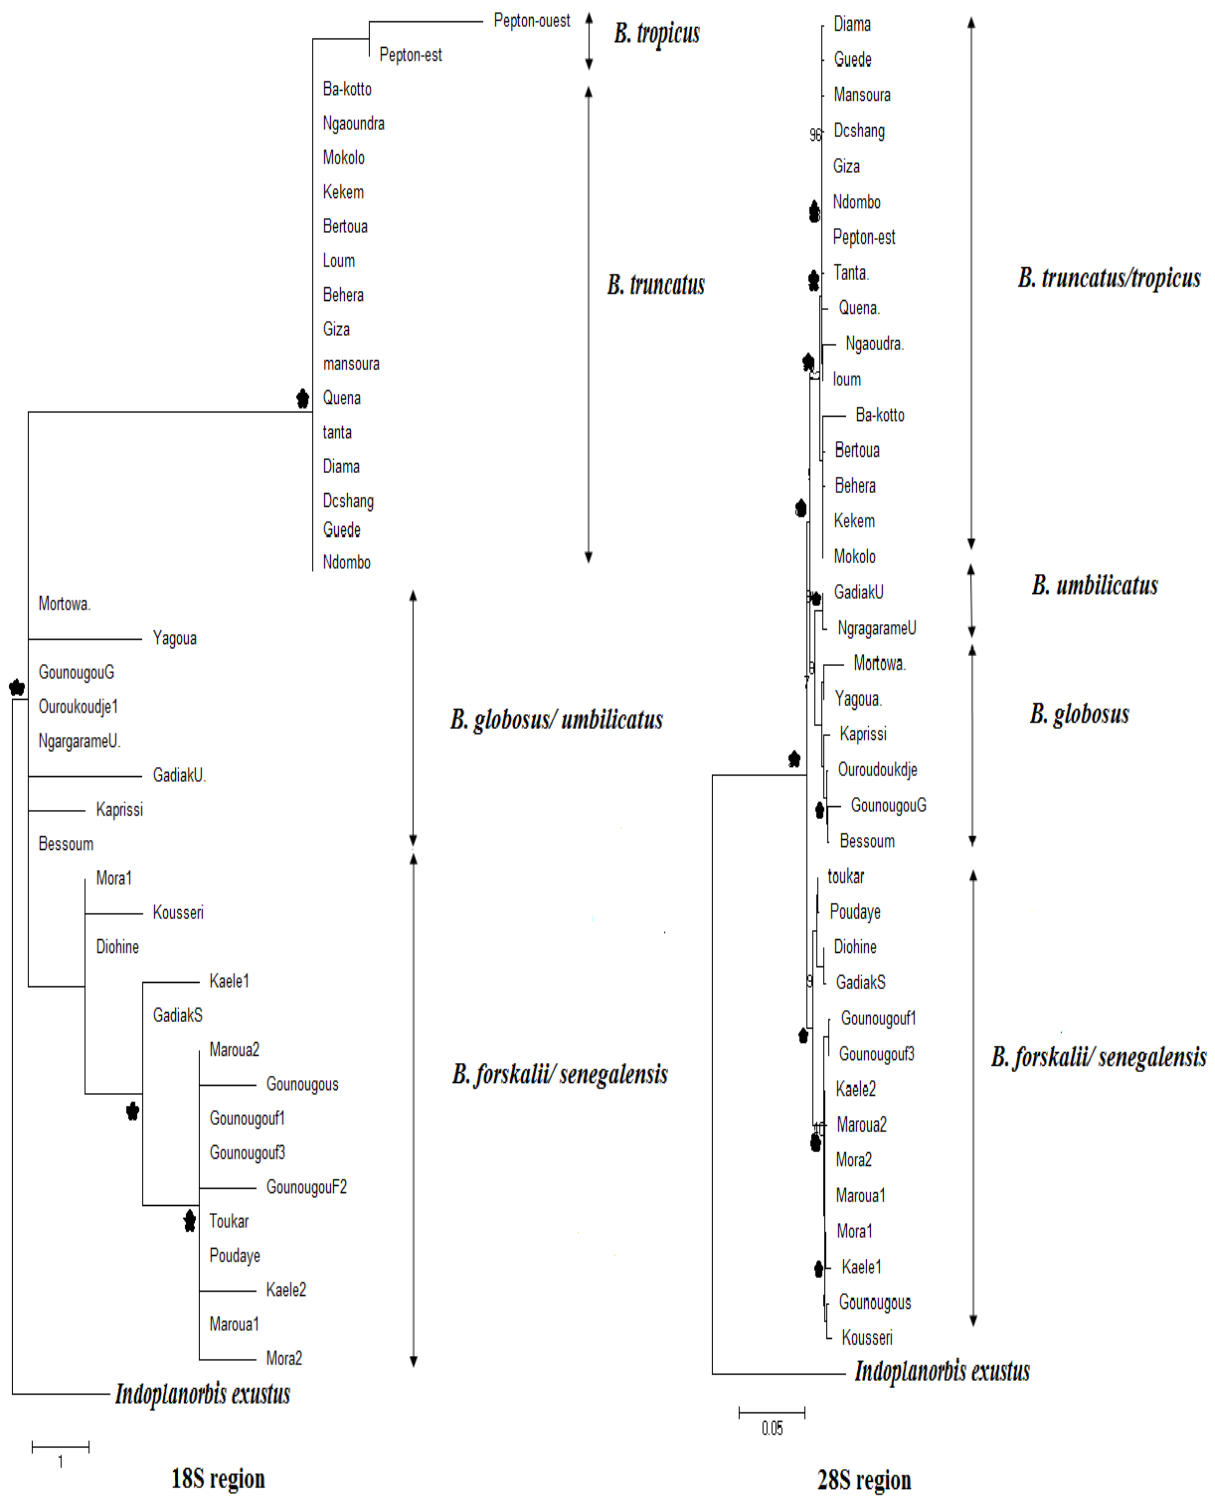 Pepton-ouest
Pepton-est
B. tropicus
Ba-kotto
Ngaoundra
Mokolo
Kekem
Bertoua
Loum
Behera
Giza
mansoura
Quena
tanta
Diama
Dcshang
Guede
Ndombo
B. truncatus
Mortowa.
Yagoua
GounougouG
Ouroukoudje1
NgargarameU.
GadiakU.
Kaprissi
Bessoum
B. globosus/ umbilicatus
Mora1
Kousseri
Diohine
Kaele1
GadiakS
Maroua2
Gounougous
Gounougouf1
Gounougouf3
GounougouF2
Toukar
Poudaye
Kaele2
Maroua1
Mora2
B. forskalii/ senegalensis
Indoplanorbis exustus
1
18S region
Diama
Guede
Mansoura
Dcshang
96
Giza
Ndombo
Pepton-est
Tanta.
Quena.
Ngaoudra.
loum
Ba-kotto
Bertoua
Behera
Kekem
Mokolo
B. truncatus/tropicus
GadiakU
NgragarameU
B. umbilicatus
Mortowa.
Yagoua.
Kaprissi
Ouroudoukdje
GounougouG
Bessoum
B. globosus
7
toukar
Poudaye
Diohine
GadiakS
9
Gounougouf1
Gounougouf3
Kaele2
Maroua2
Mora2
Maroua1
Mora1
Kaele1
Gounougous
Kousseri
B. forskalii/ senegalensis
Indoplanorbis exustus
0.05
28S region